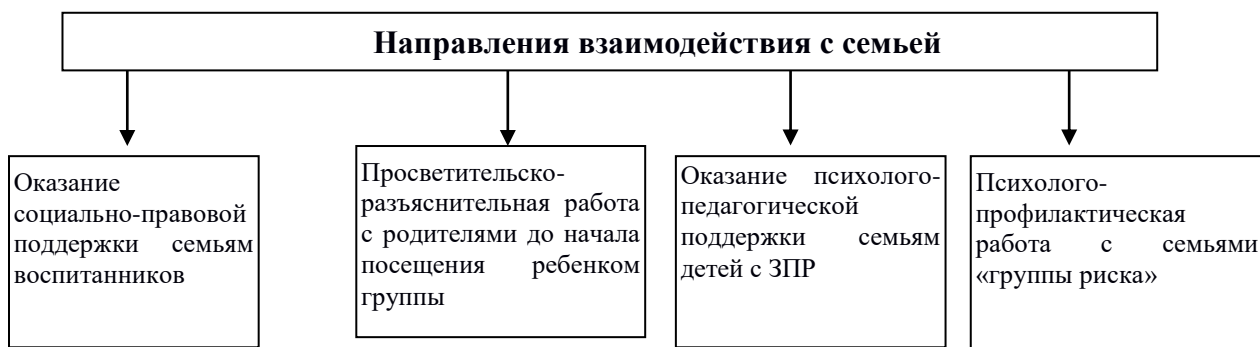 Направления взаимодействия с семьей
Оказание
социально-правовой
поддержки семьям
воспитанников
Просветительско-
разъяснительная работа
с родителями до начала
посещения ребенком
группы
Оказание психолого-
педагогической
поддержки семьям
детей с ЗПР
Психолого-
профилактическая
работа с семьями
«группы риска»